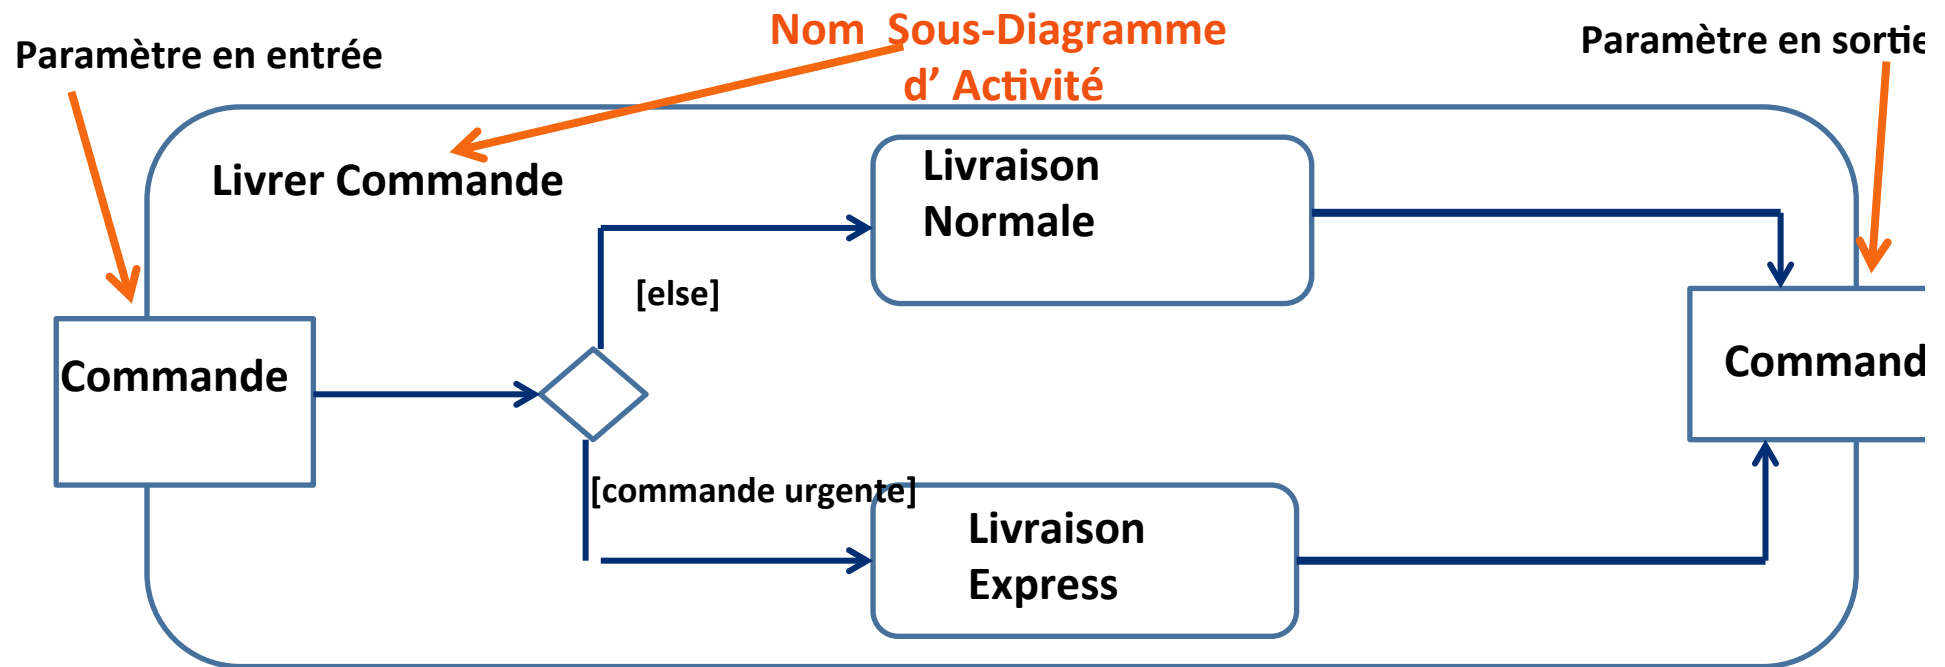 Nom Sous-Diagramme
d’ Activité
Paramètre en entrée
Paramètre en sortie
Livrer Commande
Livraison
Normale
[else]
Commande
Command
[commande urgente]
Livraison
Express